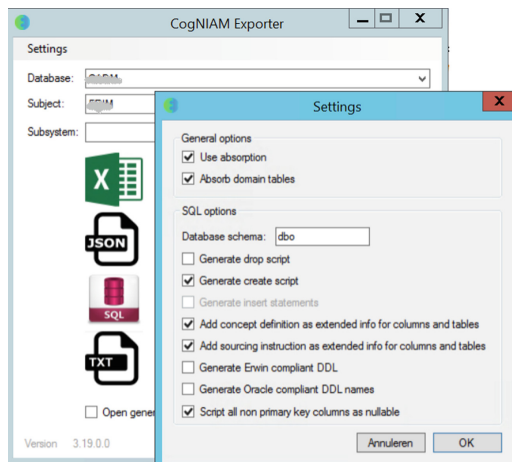 CogNIAM Exporter
Settings
Database:
Subject:
Subsystem:
X
JSON
SQL
TXT
Open gener
Version 3.19.0.0
Settings
General options
Use absorption
Absorb domain tables
SQL options
Database schema: dbo
Generate drop script
Generate create script
Generate insert statements
Add concept definition as extended info for columns and tables
Add sourcing instruction as extended info for columns and tables
Generate Erwin compliant DDL
Generate Oracle compliant DDL names
Script all non primary key columns as nullable
Annuleren OK